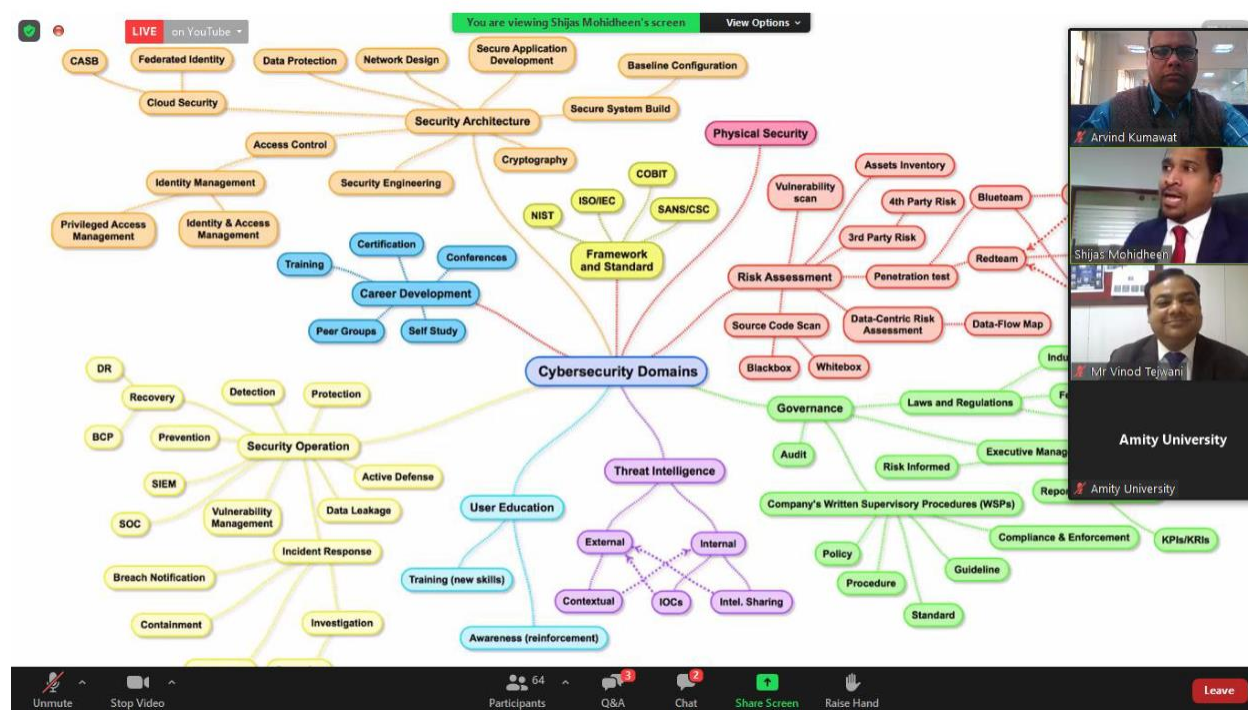 LIVE on YouTube
You are viewing Shijas Mohidheen's screen
View Options
CASB
Federated Identity
Data Protection
Network Design
Secure Application
Development
Baseline Configuration
Cloud Security
Secure System Build
Security Architecture
Access Control
Cryptography
Identity Management
Security Engineering
Privileged Access
Management
Identity & Access
Management
Physical Security
COBIT
ISO/IEC
NIST
SANS/CSC
Framework
and Standard
Certification
Training
Conferences
Career Development
Peer Groups
Self Study
Assets Inventory
Vulnerability
scan
4th Party Risk
Blueteam
3rd Party Risk
Redteam
Risk Assessment
Penetration test
Source Code Scan
Data-Centric Risk
Assessment
Data-Flow Map
Blackbox
Whitebox
Cybersecurity Domains
DR
Recovery
Detection
Protection
BCP
Prevention
Security Operation
SIEM
Active Defense
SOC
Vulnerability
Management
Data Leakage
Incident Response
Breach Notification
Containment
Investigation
User Education
Training (new skills)
Awareness (reinforcement)
Threat Intelligence
External
Internal
Contextual
IOCs
Intel. Sharing
Governance
Laws and Regulations
Audit
Risk Informed
Executive Manag
Company's Written Supervisory Procedures (WSPs)
Repor
KPIs/KRIs
Compliance & Enforcement
Policy
Guideline
Procedure
Standard
Indu
Fe
Arvind Kumawat
Shijas Mohidheen
Mr Vinod Tejwani
Amity University
Amity University
Unmute
Stop Video
64
Participants
3
Q&A
2
Chat
Share Screen
Raise Hand
Leave